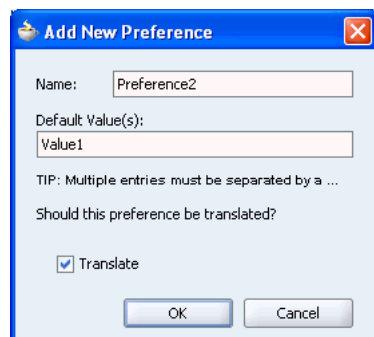 Add New Preference
Name: Preference2
Default Value(s):
Value1
TIP: Multiple entries must be separated by a ...
Should this preference be translated?
Translate
OK Cancel